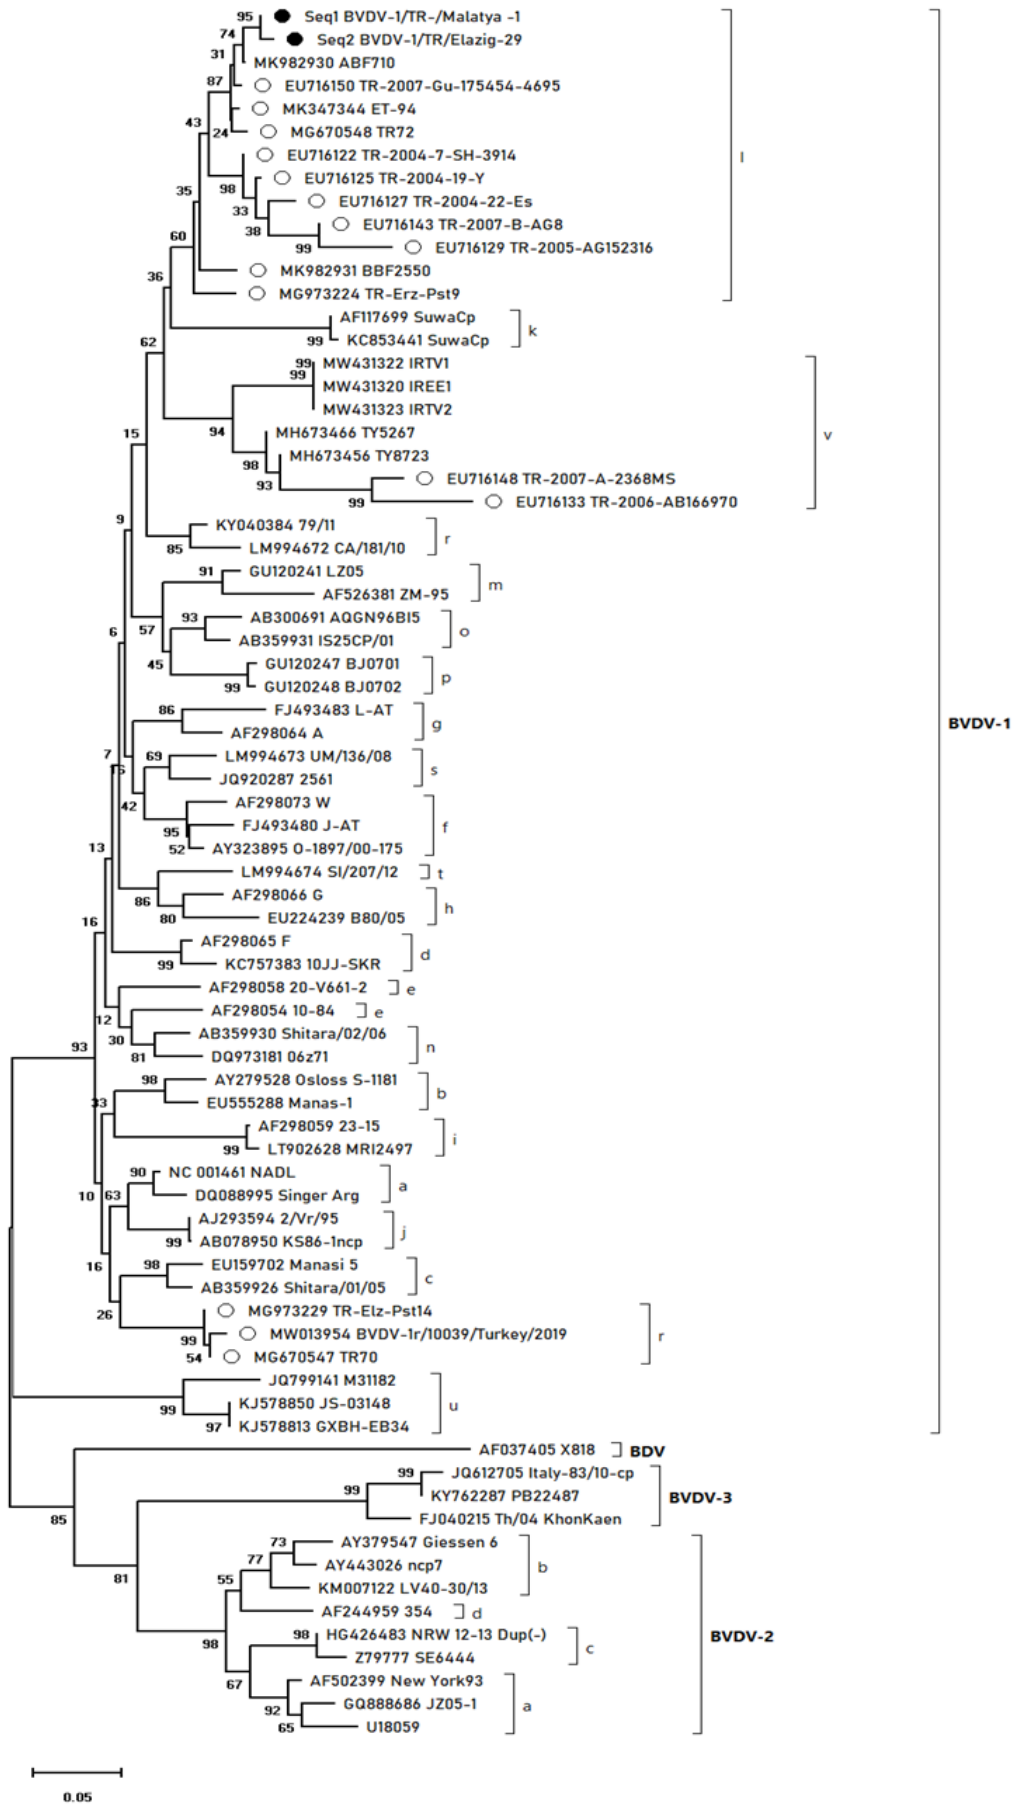 95 Seq1 BVDV-1/TR-/Malatya -1
74 Seq2 BVDV-1/TR/Elazig-29
31 MK982930 ABF710
87 EU716150 TR-2007-Gu-175454-4695
MK347344 ET-94
43 24 MG670548 TR72
EU716122 TR-2004-7-SH-3914 l
98 EU716125 TR-2004-19-Y
35 33 EU716127 TR-2004-22-Es
38 EU716143 TR-2007-B-AG8
60 99 EU716129 TR-2005-AG152316
36 MK982931 BBF2550
MG973224 TR-Erz-Pst9
AF117699 SuwaCp k
62 99 KC853441 SuwaCp
99 MW431322 IRTV1
99 MW431320 IREE1
MW431323 IRTV2
15 94 MH673466 TY5267 v
98 MH673456 TY8723
93 EU716148 TR-2007-A-2368MS
99 EU716133 TR-2006-AB166970
9 KY040384 79/11 r
85 LM994672 CA/181/10
91 GU120241 LZ05 m
AF526381 ZM-95
93 AB300691 AQGN96BI5 o
6 57 AB359931 IS25CP/01
45 GU120247 BJ0701 p
99 GU120248 BJ0702
86 FJ493483 L-AT g BVDV-1
AF298064 A
7 69 LM994673 UM/136/08 s
15 JQ920287 2561
42 AF298073 W
95 FJ493480 J-AT f
13 52 AY323895 O-1897/00-175
LM994674 SI/207/12 t
86 AF298066 G h
80 EU224239 B80/05
16 AF298065 F d
99 KC757383 10JJ-SKR
AF298058 20-V661-2 e
12 AF298054 10-84 e
30 AB359930 Shitara/02/06 n
93 81 DQ973181 06z71
98 AY279528 Osloss S-1181 b
33 EU555288 Manas-1
AF298059 23-15 i
99 LT902628 MRI2497
90 NC 001461 NADL a
10 63 DQ088995 Singer Arg
AJ293594 2/Vr/95 j
99 AB078950 KS86-1ncp
16 98 EU159702 Manasi 5 c
AB359926 Shitara/01/05
26 MG973229 TR-Elz-Pst14
99 MW013954 BVDV-1r/10039/Turkey/2019 r
54 MG670547 TR70
JQ799141 M31182
99 KJ578850 JS-03148 u
97 KJ578813 GXBH-EB34
AF037405 X818 BDV
99 JQ612705 Italy-83/10-cp
99 KY762287 PB22487 BVDV-3
85 FJ040215 Th/04 KhonKaen
73 AY379547 Giessen 6
77 AY443026 ncp7 b
81 55 KM007122 LV40-30/13
AF244959 354 d
98 98 HG426483 NRW 12-13 Dup(-) c BVDV-2
Z79777 SE6444
67 AF502399 New York93
92 GQ888686 JZ05-1 a
65 U18059
0.05